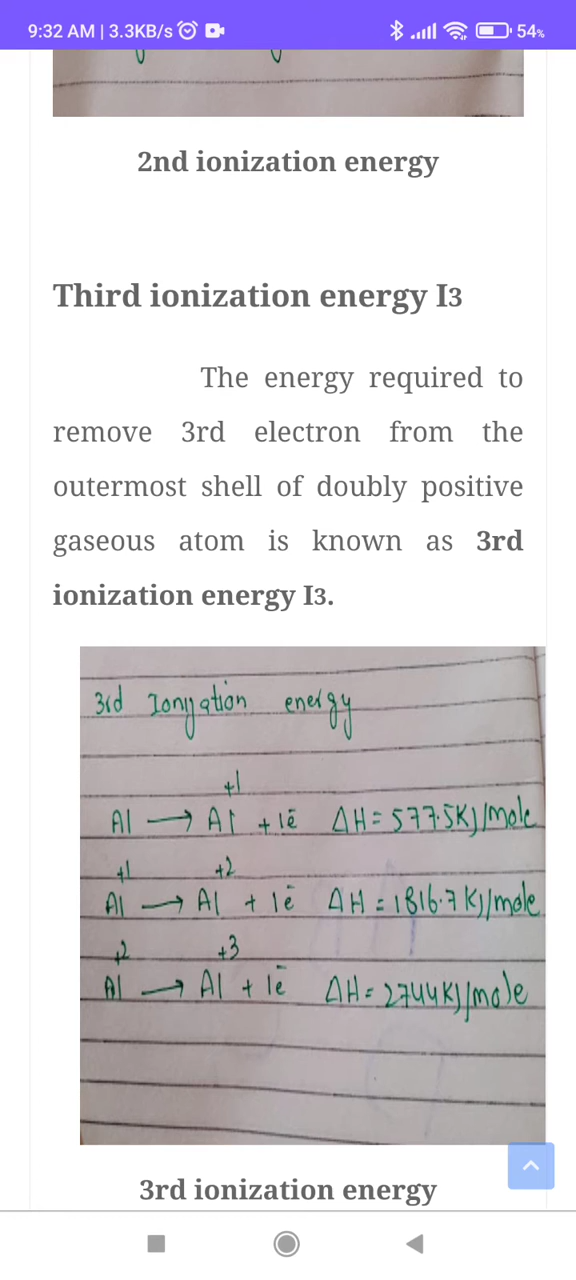 9:32 AM | 3.3KB/s
54%
2nd ionization energy
Third ionization energy I3
The energy required to
remove 3rd electron from the
outermost shell of doubly positive
gaseous atom is known as 3rd
ionization energy I3.
3rd Ionyation energy
+1
Al → Al + 1ē ΔH = 577.5KJ/mole
+1 +2
Al → Al + 1ē ΔH = 1816.7 KJ/mole
+2 +3
Al → Al + 1ē ΔH = 2744KJ/mole
3rd ionization energy